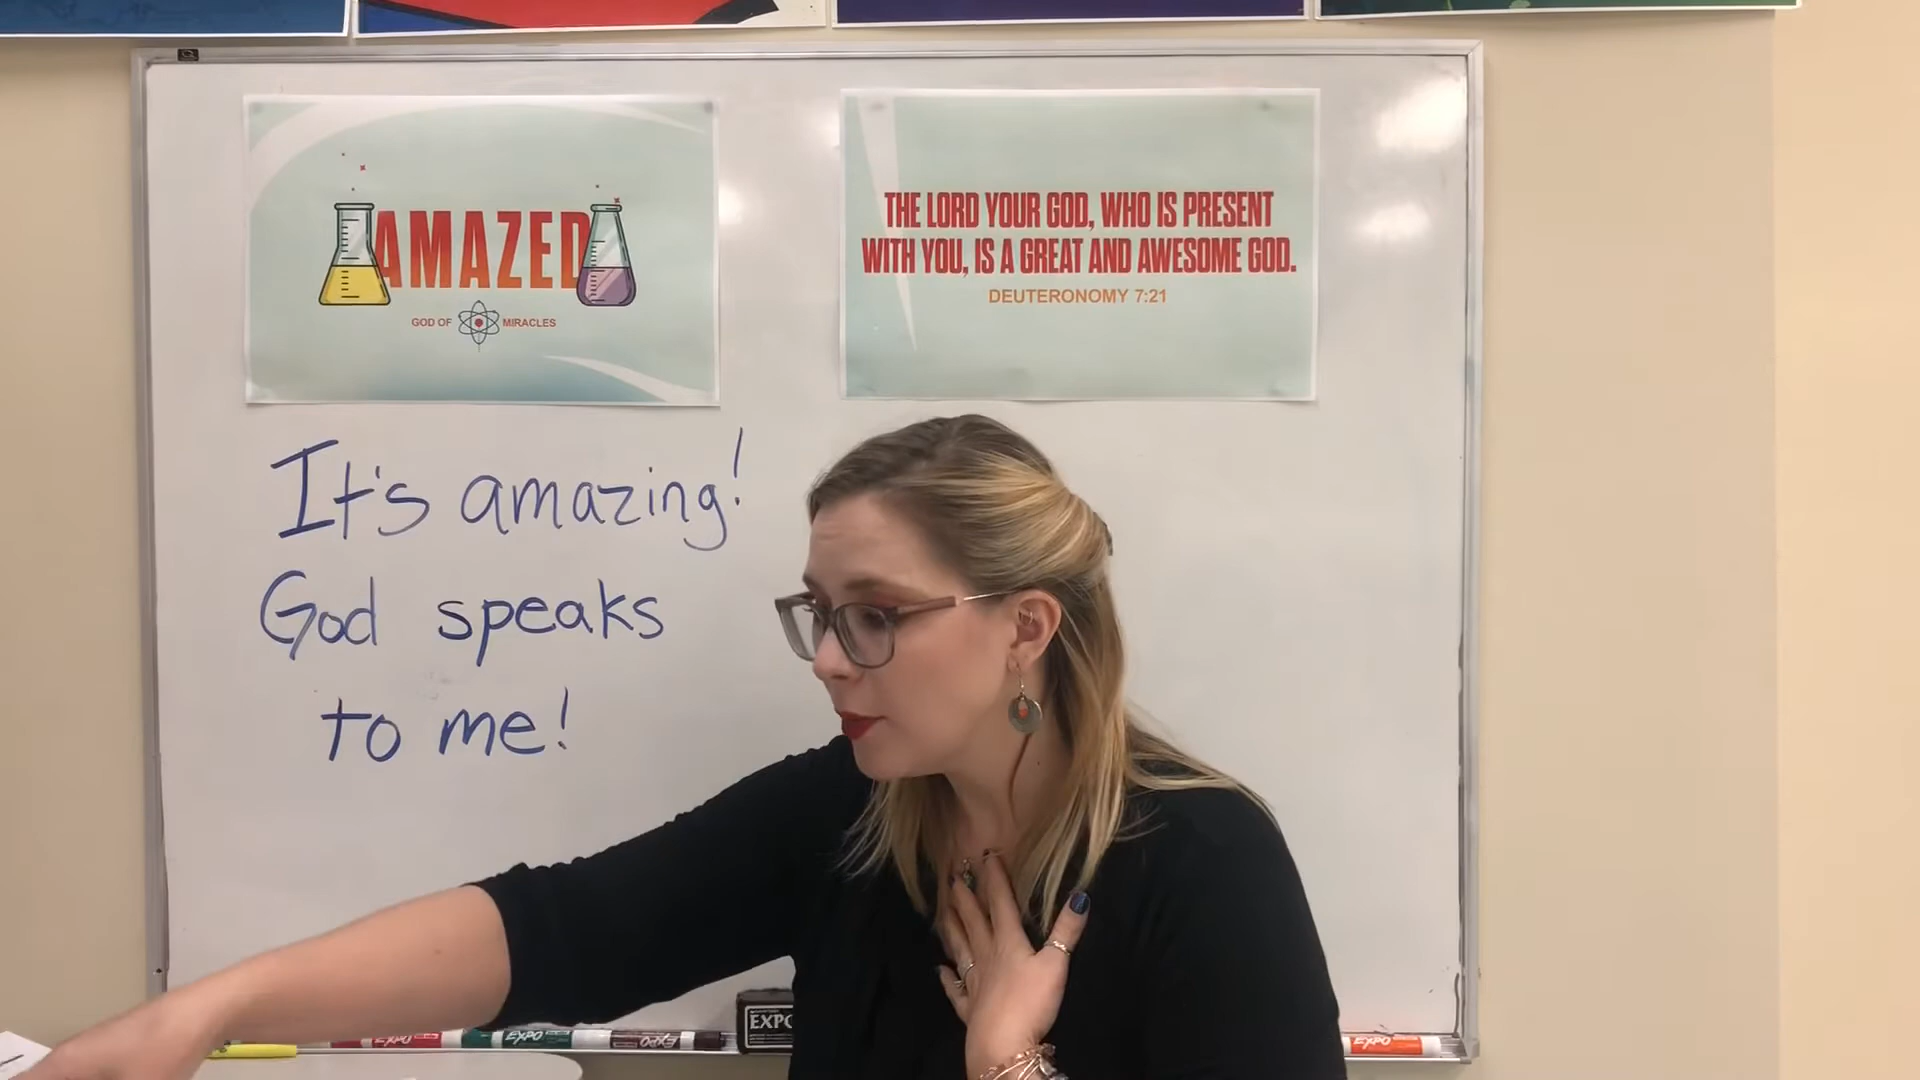 AMAZED
GOD OF MIRACLES
THE LORD YOUR GOD, WHO IS PRESENT
WITH YOU, IS A GREAT AND AWESOME GOD.
DEUTERONOMY 7:21
It's amazing!
God speaks
to me!
EXPO
EXPO
EXPO
EXPO
EXPO